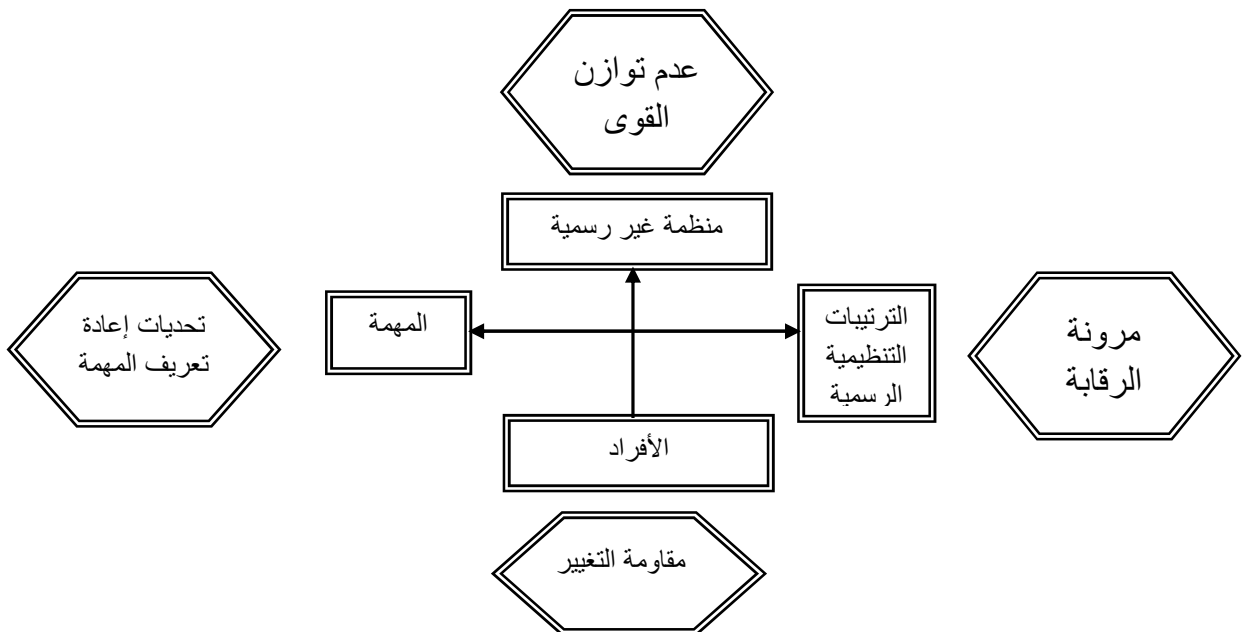 عدم توازن
القوى
منظمة غير رسمية
الترتيبات
التنظيمية
الرسمية
مرونة
الرقابة
المهمة
تحديات إعادة
تعريف المهمة
الأفراد
مقاومة التغيير